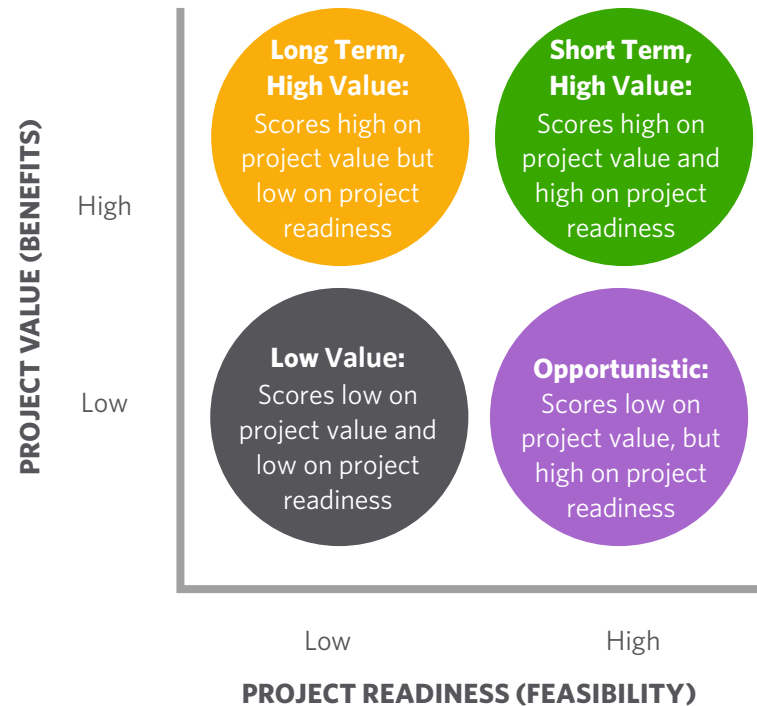 PROJECT VALUE (BENEFITS)
High
Low
Long Term,
High Value:
Scores high on
project value but
low on project
readiness
Short Term,
High Value:
Scores high on
project value and
high on project
readiness
Low Value:
Scores low on
project value and
low on project
readiness
Opportunistic:
Scores low on
project value, but
high on project
readiness
Low
High
PROJECT READINESS (FEASIBILITY)